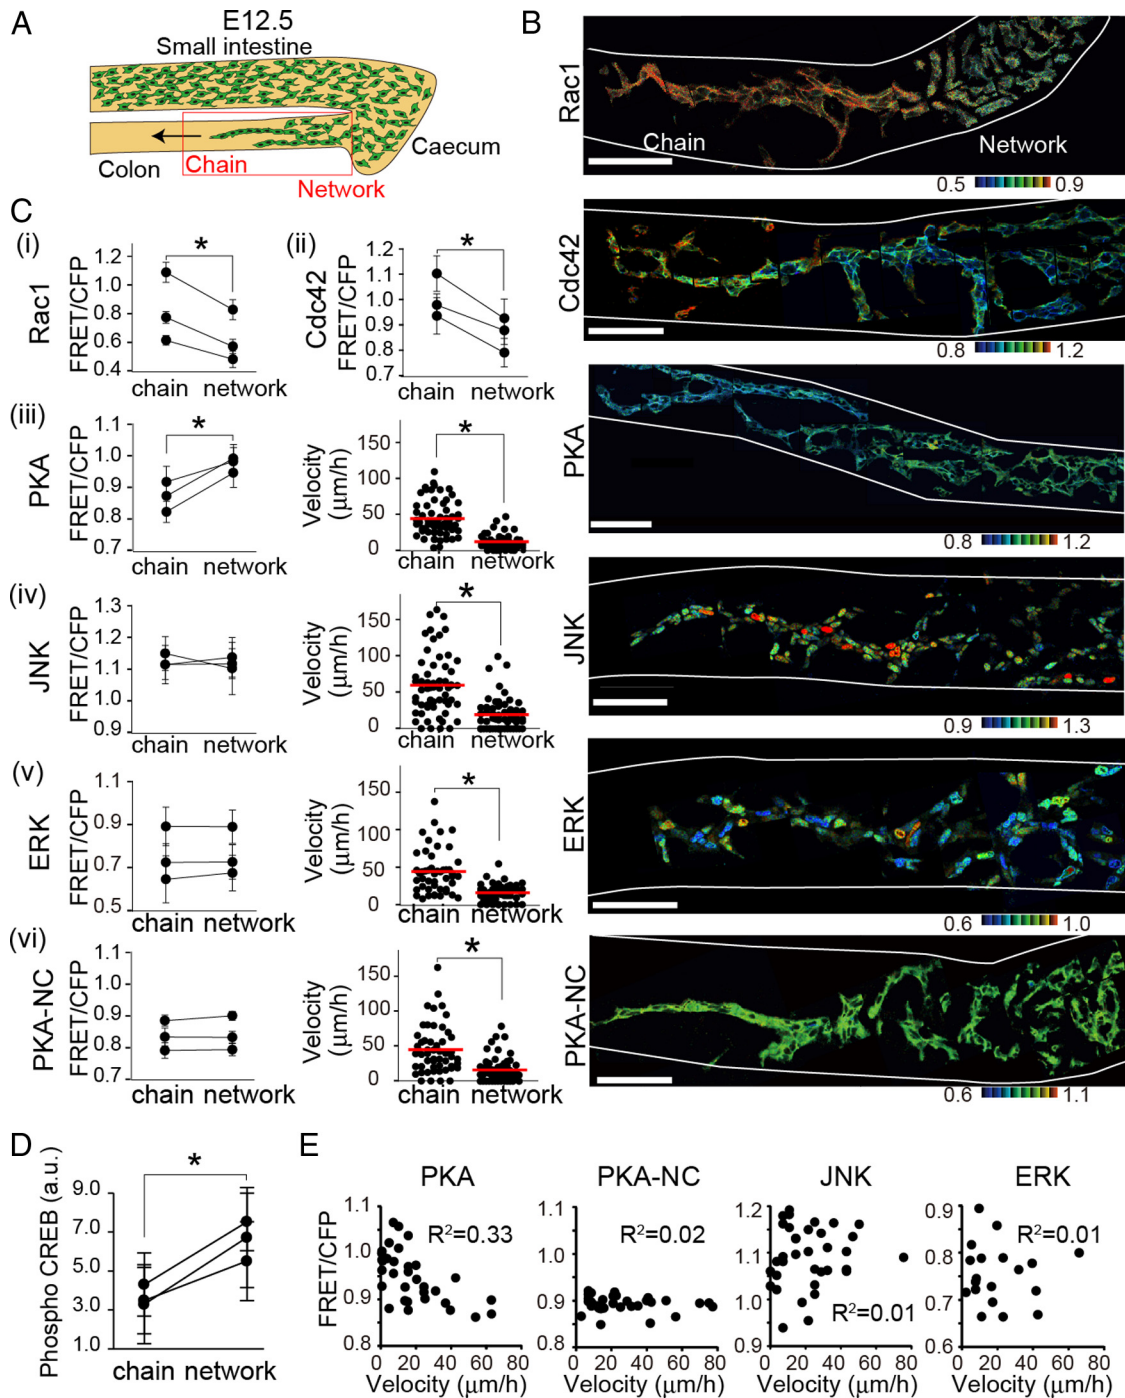 A
E12.5
Small intestine
Colon
Chain
Caecum
Network
B
Rac1
Chain
Network
0.5 0.9
Cdc42
0.8 1.2
PKA
0.8 1.2
JNK
0.9 1.3
ERK
0.6 1.0
PKA-NC
0.6 1.1
C
(i)
Rac1
FRET/CFP
1.2
1.0
0.8
0.6
0.4
*
chain network
(ii)
Cdc42
FRET/CFP
1.2
1.1
1.0
0.9
0.8
0.7
*
chain network
(iii)
PKA
FRET/CFP
1.1
1.0
0.9
0.8
0.7
*
chain network
Velocity
(μm/h)
150
100
50
0
*
chain network
(iv)
JNK
FRET/CFP
1.3
1.2
1.1
1.0
0.9
chain network
Velocity
(μm/h)
150
100
50
0
*
chain network
(v)
ERK
FRET/CFP
1.1
0.9
0.7
0.5
chain network
Velocity
(μm/h)
150
100
50
0
*
chain network
(vi)
PKA-NC
FRET/CFP
1.1
1.0
0.9
0.8
0.7
chain network
Velocity
(μm/h)
150
100
50
0
*
chain network
D
Phospho CREB (a.u.)
9.0
7.0
5.0
3.0
1.0
*
chain network
E
PKA
FRET/CFP
1.1
1.0
0.9
0.8
R²=0.33
0 20 40 60 80
Velocity (μm/h)
PKA-NC
1.1
1.0
0.9
0.8
R²=0.02
0 20 40 60 80
Velocity (μm/h)
JNK
1.2
1.1
1.0
0.9
R²=0.01
0 20 40 60 80
Velocity (μm/h)
ERK
0.9
0.8
0.7
0.6
R²=0.01
0 20 40 60 80
Velocity (μm/h)